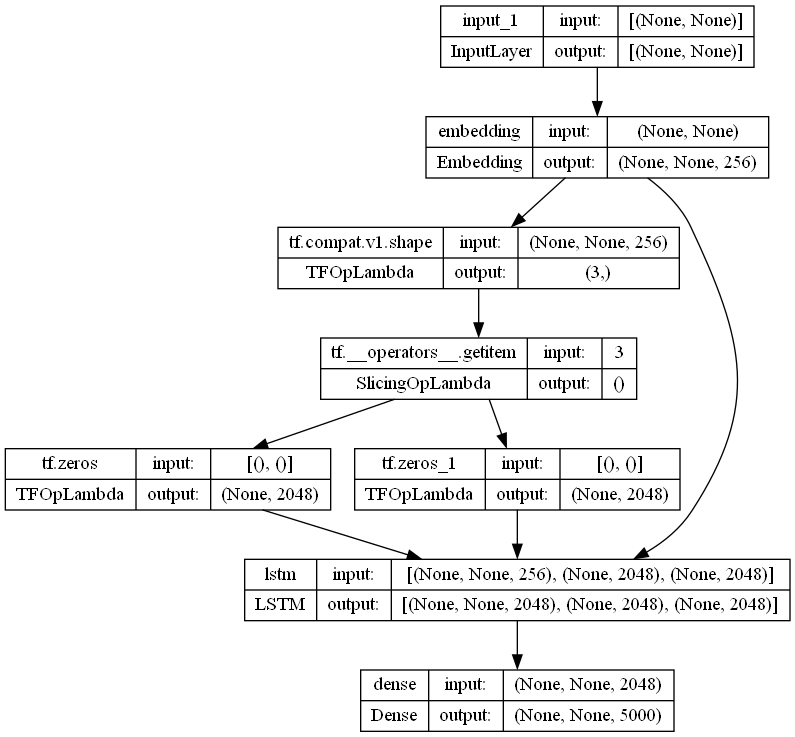 input_1 input: [(None, None)]
InputLayer output: [(None, None)]
embedding input: (None, None)
Embedding output: (None, None, 256)
tf.compat.v1.shape input: (None, None, 256)
TFOpLambda output: (3,)
tf.__operators__.getitem input: 3
SlicingOpLambda output: ()
tf.zeros input: [(), ()]
TFOpLambda output: (None, 2048)
tf.zeros_1 input: [(), ()]
TFOpLambda output: (None, 2048)
lstm input: [(None, None, 256), (None, 2048), (None, 2048)]
LSTM output: [(None, None, 2048), (None, 2048), (None, 2048)]
dense input: (None, None, 2048)
Dense output: (None, None, 5000)